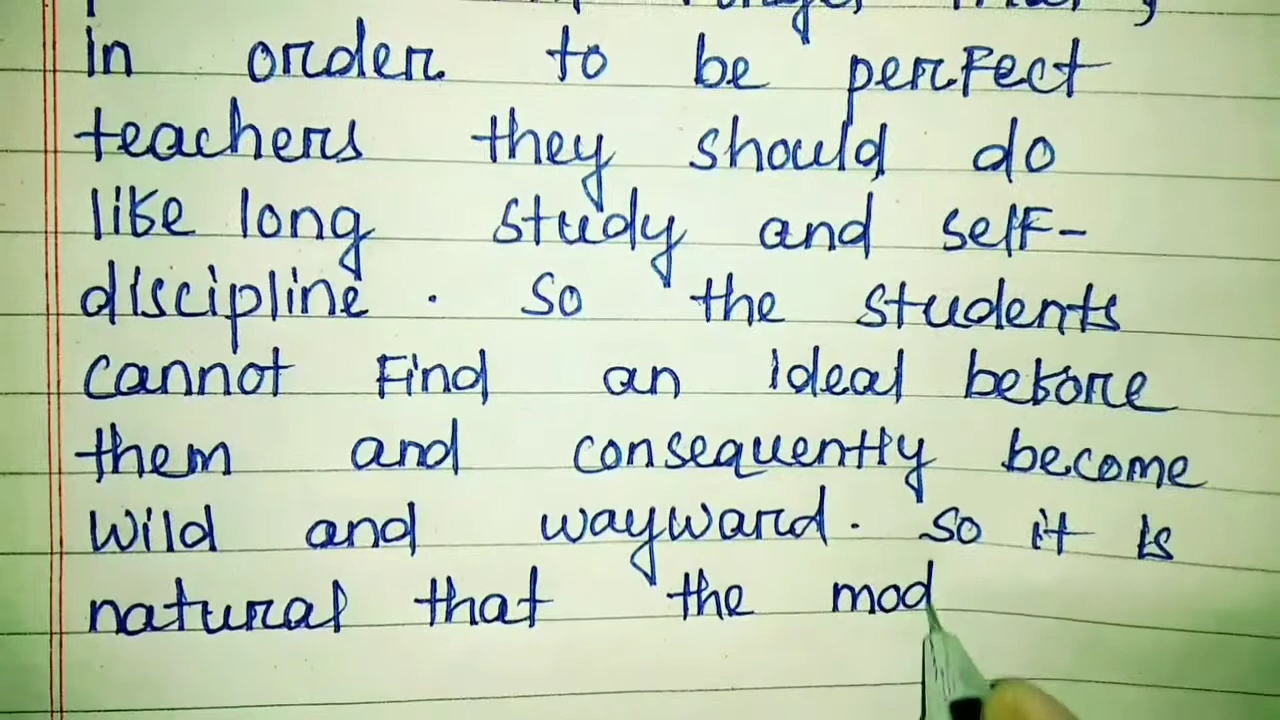 in order to be perfect
teachers they should do
like long study and self-
discipline . So the students
cannot find an ideal before
them and consequently become
wild and wayward . So it is
natural that the mod